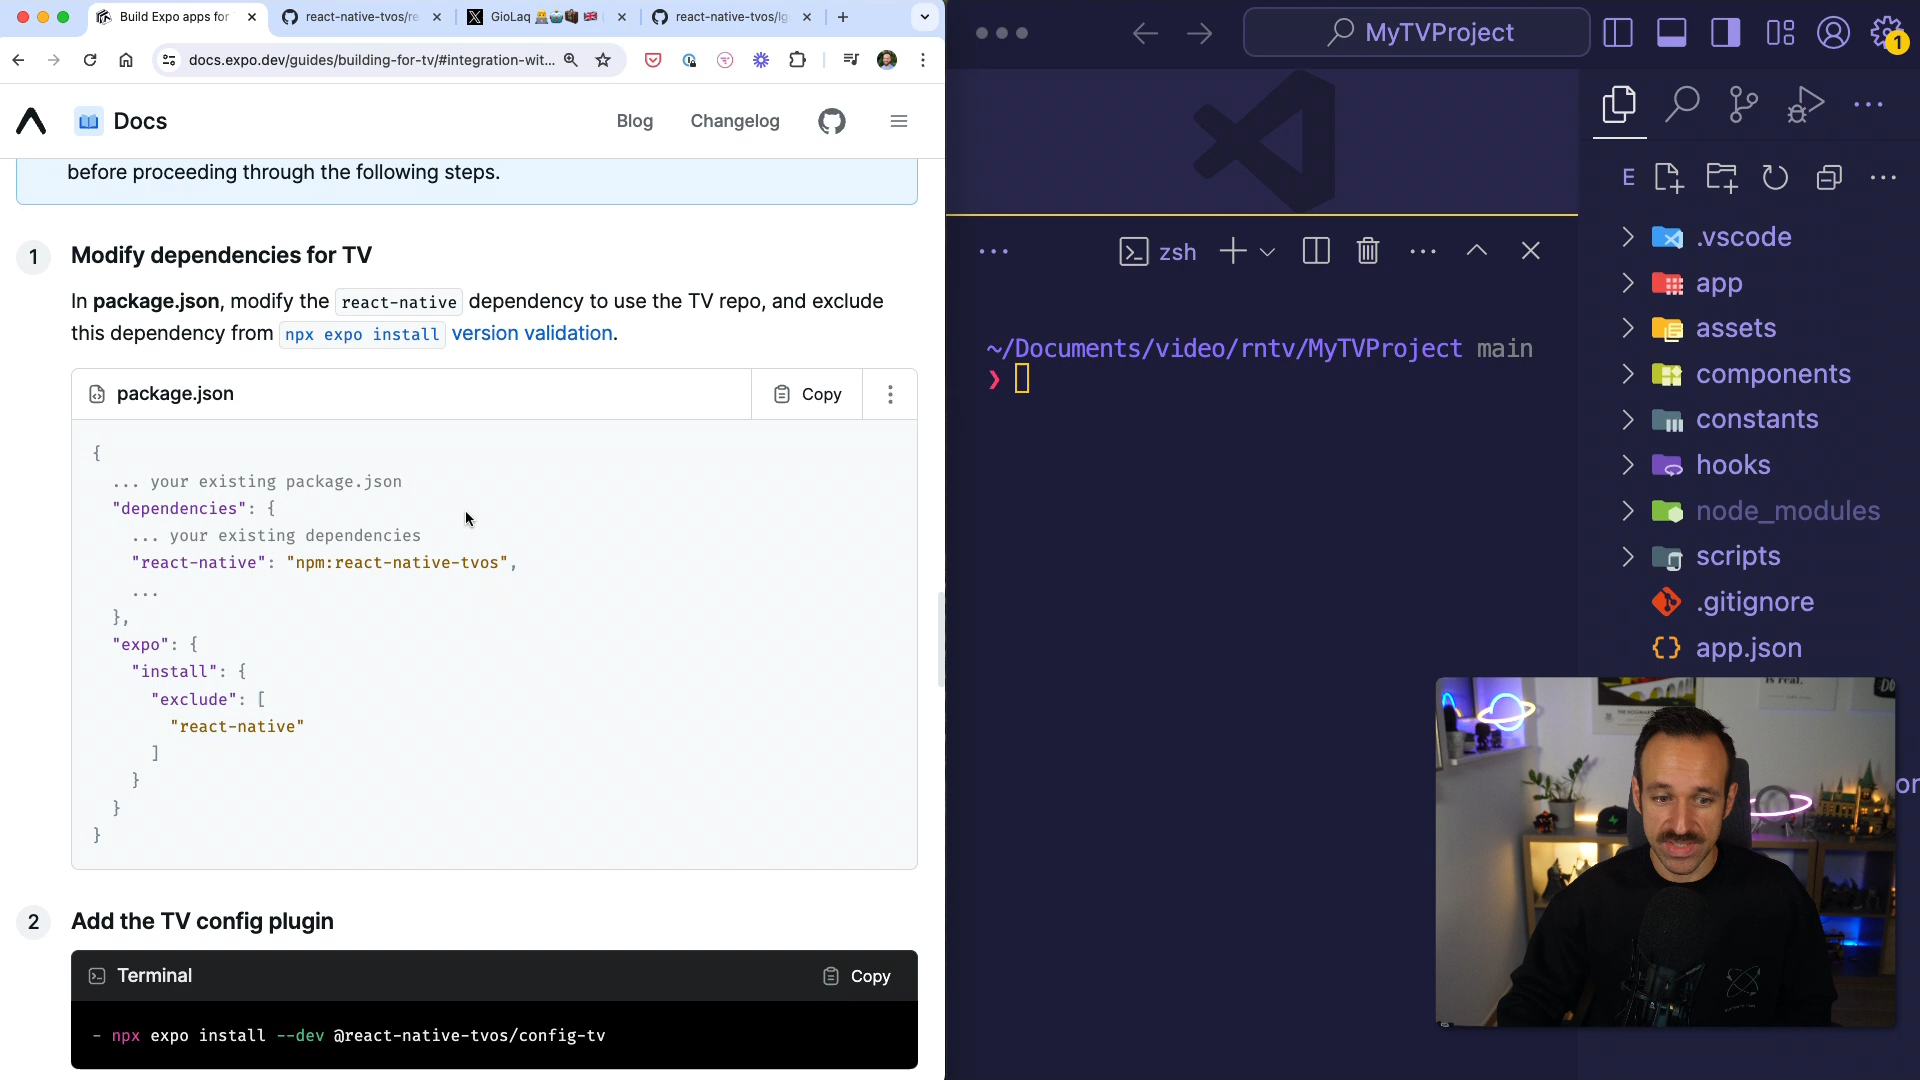 Build Expo apps for
react-native-tvos/re
GioLaq
react-native-tvos/lg
docs.expo.dev/guides/building-for-tv/#integration-wit...
Docs
Blog
Changelog
before proceeding through the following steps.
1
Modify dependencies for TV
In package.json, modify the react-native dependency to use the TV repo, and exclude
this dependency from npx expo install version validation.
package.json
Copy
{
... your existing package.json
"dependencies": {
... your existing dependencies
"react-native": "npm:react-native-tvos",
...
},
"expo": {
"install": {
"exclude": [
"react-native"
]
}
}
}
2
Add the TV config plugin
Terminal
Copy
- npx expo install --dev @react-native-tvos/config-tv
MyTVProject
1
zsh
~/Documents/video/rntv/MyTVProject main
❯
E
.vscode
app
assets
components
constants
hooks
node_modules
scripts
.gitignore
app.json
or
is real.